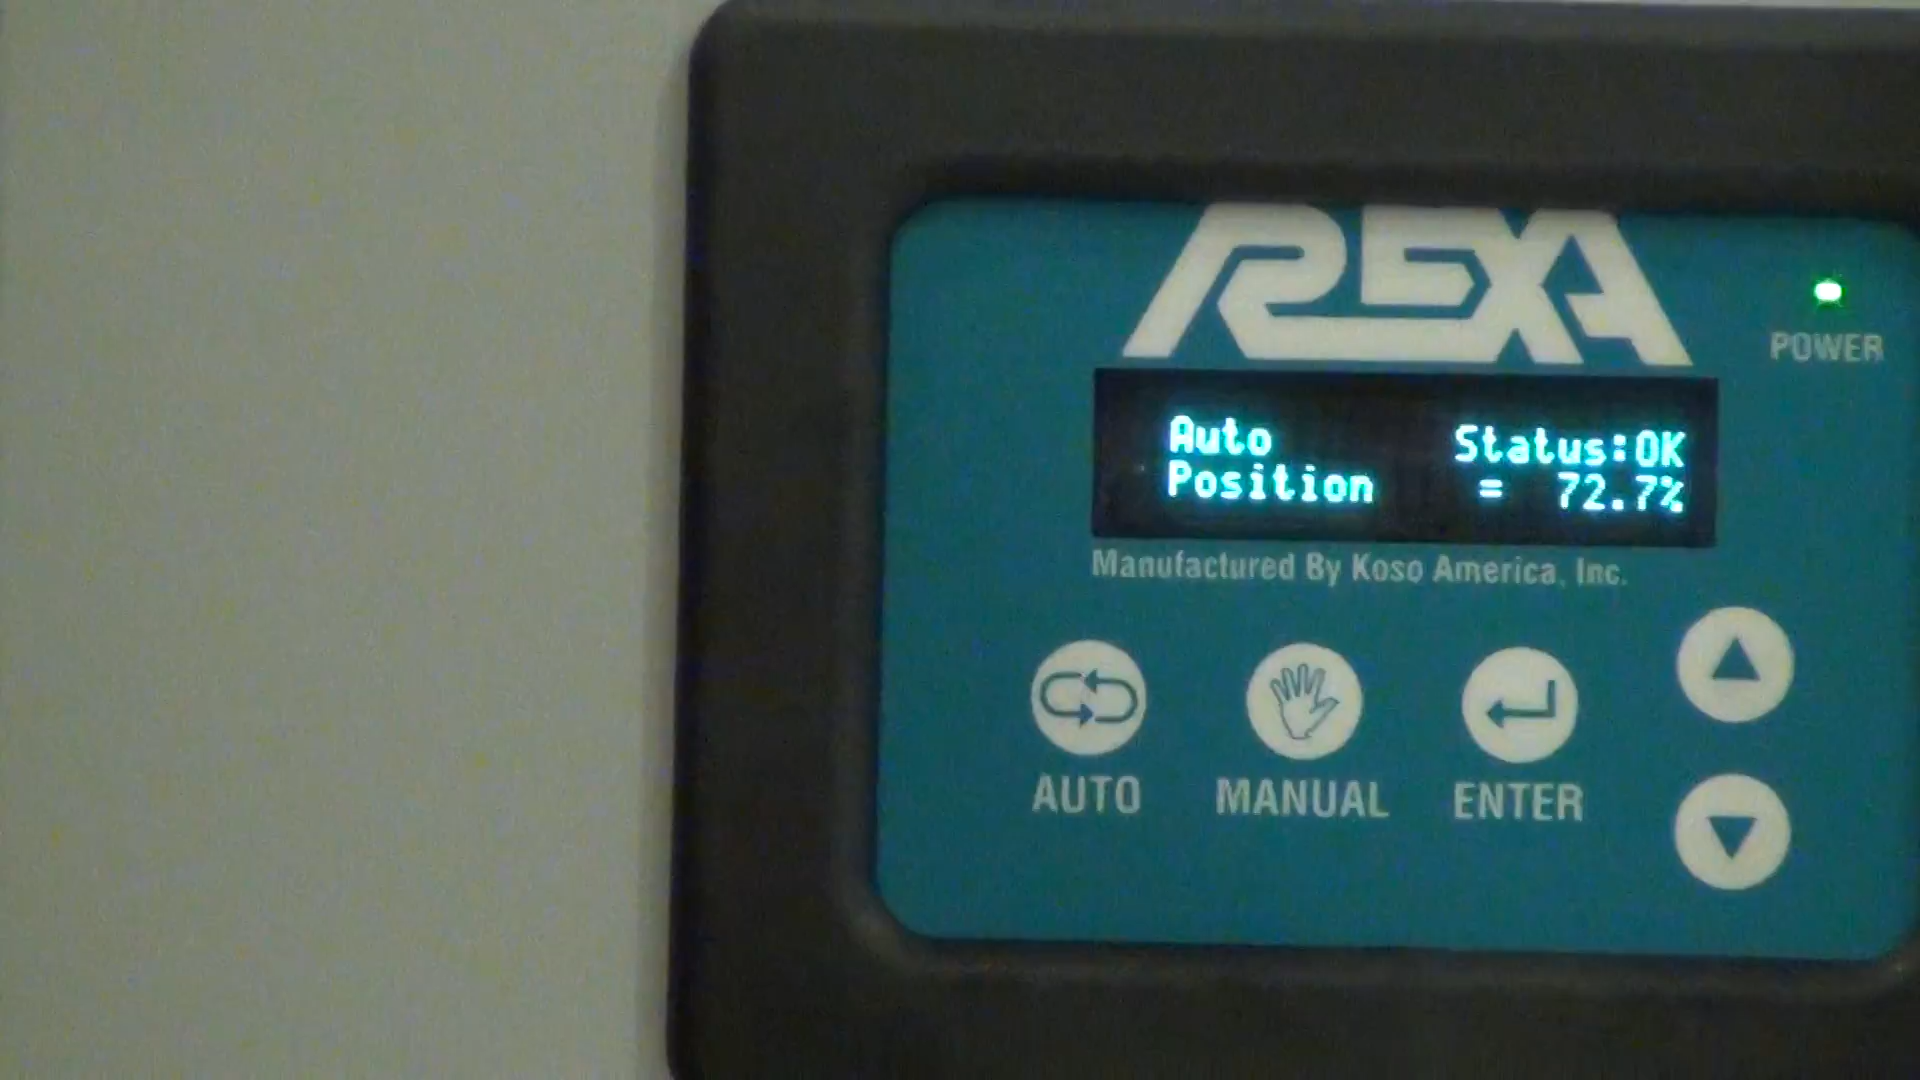 REXA
POWER
Auto Status:OK
Position = 72.7%
Manufactured By Koso America, Inc.
AUTO MANUAL ENTER